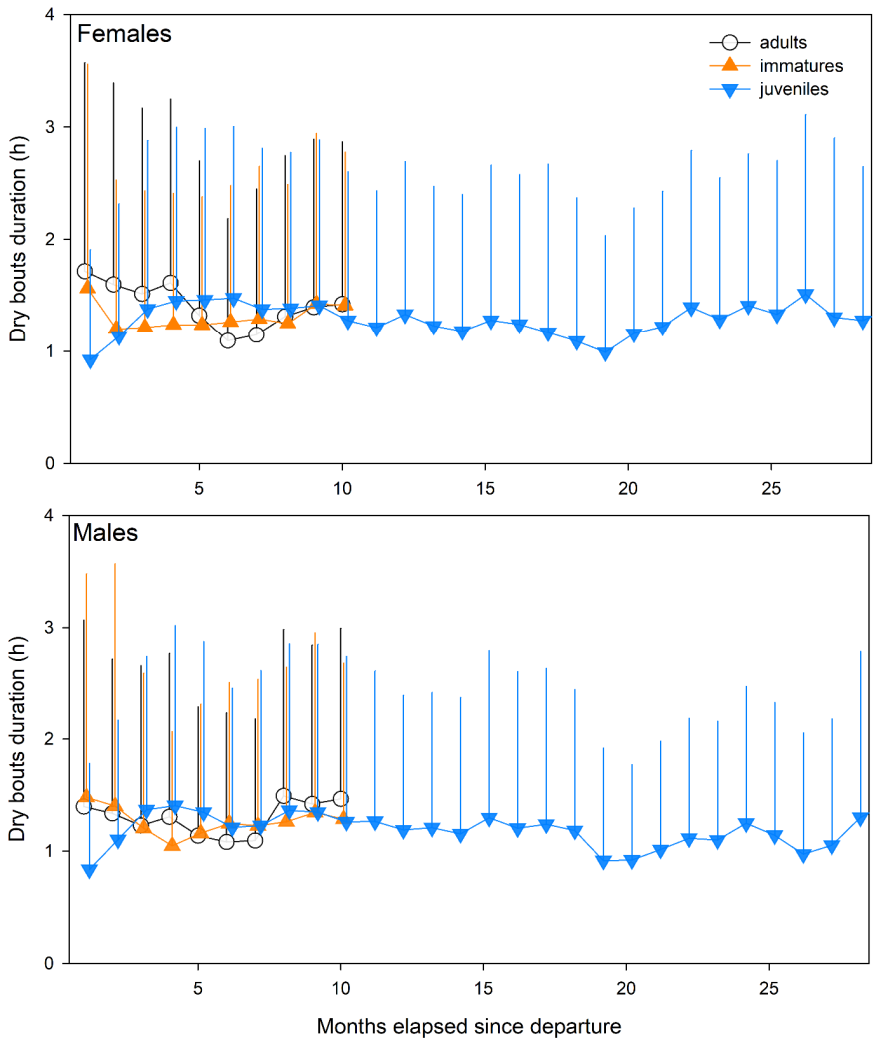 Females
adults
immatures
juveniles
Dry bouts duration (h)
4
3
2
1
0
5
10
15
20
25
Males
Dry bouts duration (h)
4
3
2
1
0
5
10
15
20
25
Months elapsed since departure